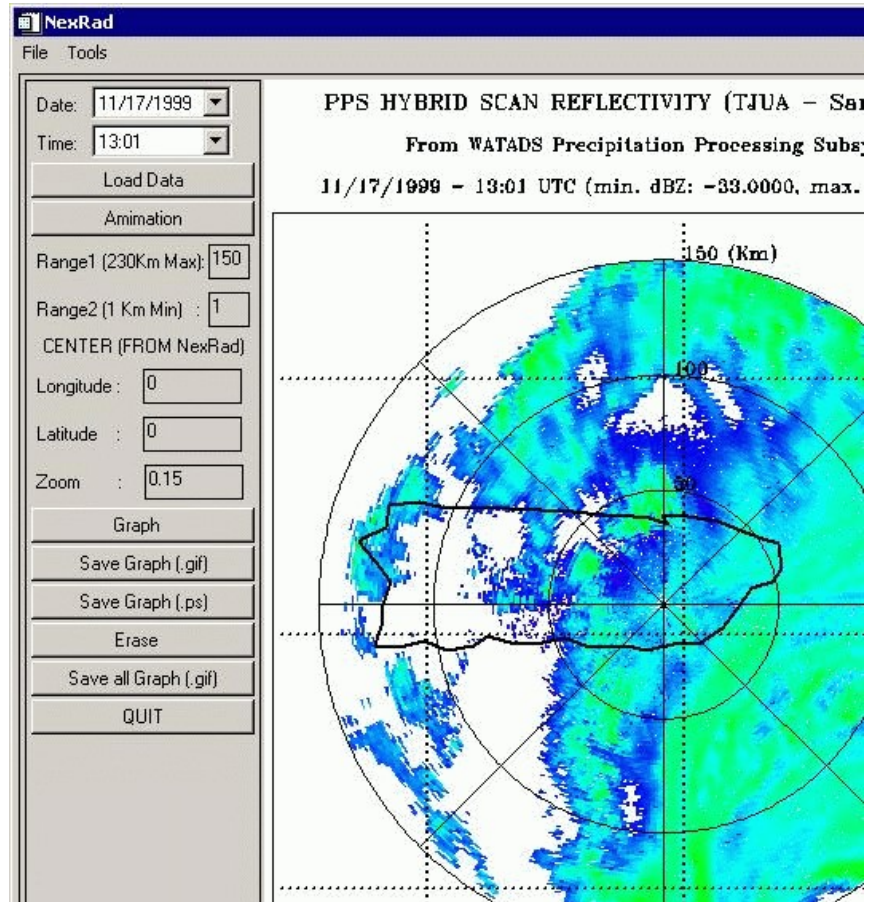 NexRad
File Tools
Date: 11/17/1999
Time: 13:01
Load Data
Amimation
Range1 (230Km Max): 150
Range2 (1 Km Min) : 1
CENTER (FROM NexRad)
Longitude : 0
Latitude : 0
Zoom : 0.15
Graph
Save Graph (.gif)
Save Graph (.ps)
Erase
Save all Graph (.gif)
QUIT
PPS HYBRID SCAN REFLECTIVITY (TJUA - Sa
From WATADS Precipitation Processing Subs
11/17/1999 - 13:01 UTC (min. dBZ: -33.0000, max.
150 (Km)
100
50